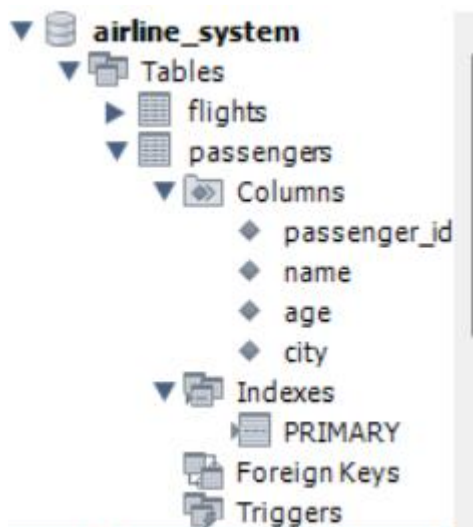 airline_system
Tables
flights
passengers
Columns
passenger_id
name
age
city
Indexes
PRIMARY
Foreign Keys
Triggers